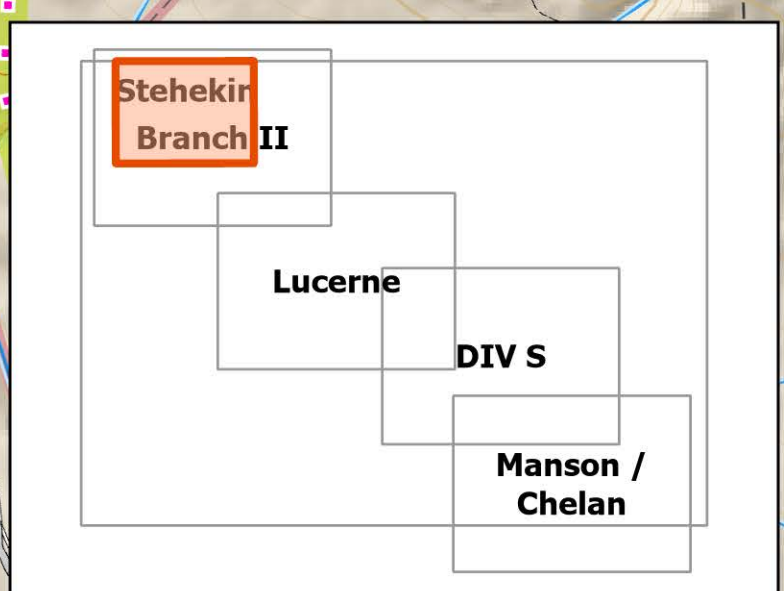 Stehekin
Branch II
Lucerne
DIV S
Manson /
Chelan